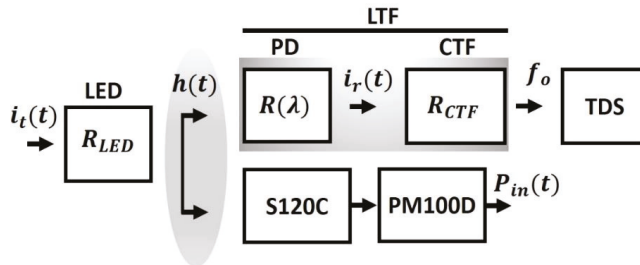 LTF
PD
CTF
LED
h(t)
i_t(t)
R_LED
R(λ)
i_r(t)
R_CTF
f_o
TDS
S120C
PM100D
P_in(t)